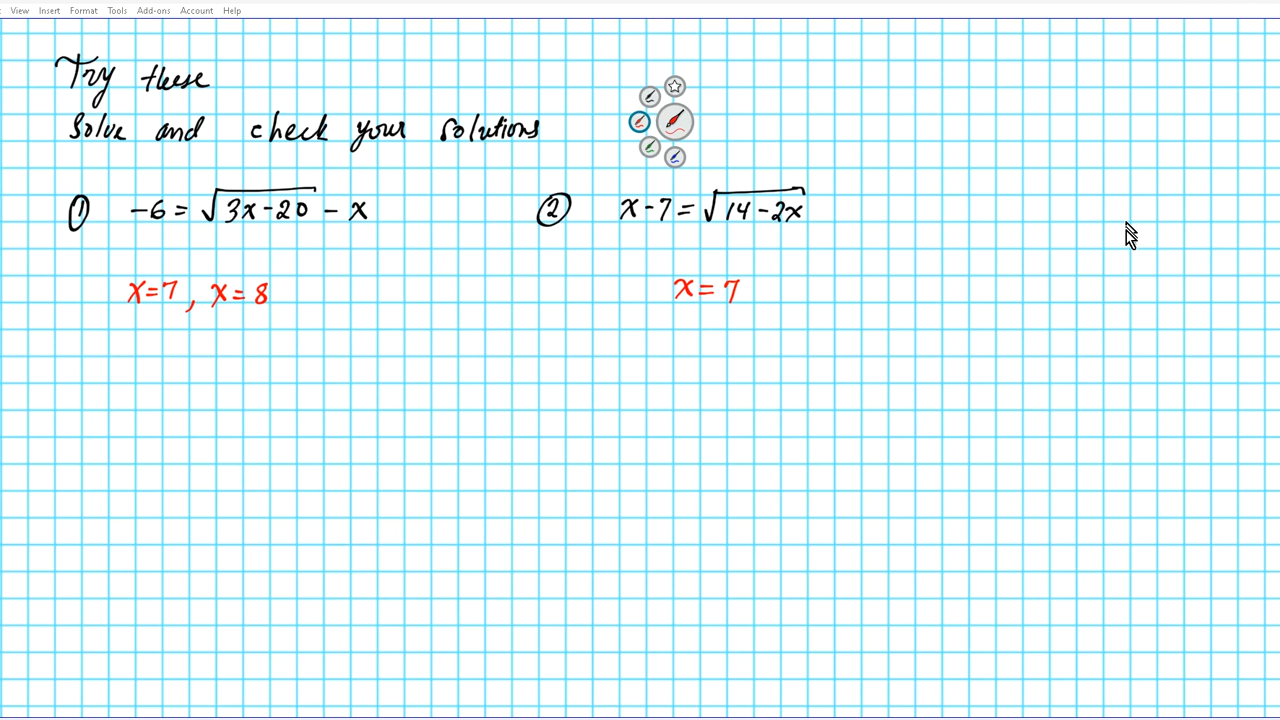 View Insert Format Tools Add-ons Account Help
Try these
Solve and check your solutions
① -6 = √(3x-20) - x
② x-7 = √(14-2x)
x=7, x=8
x=7